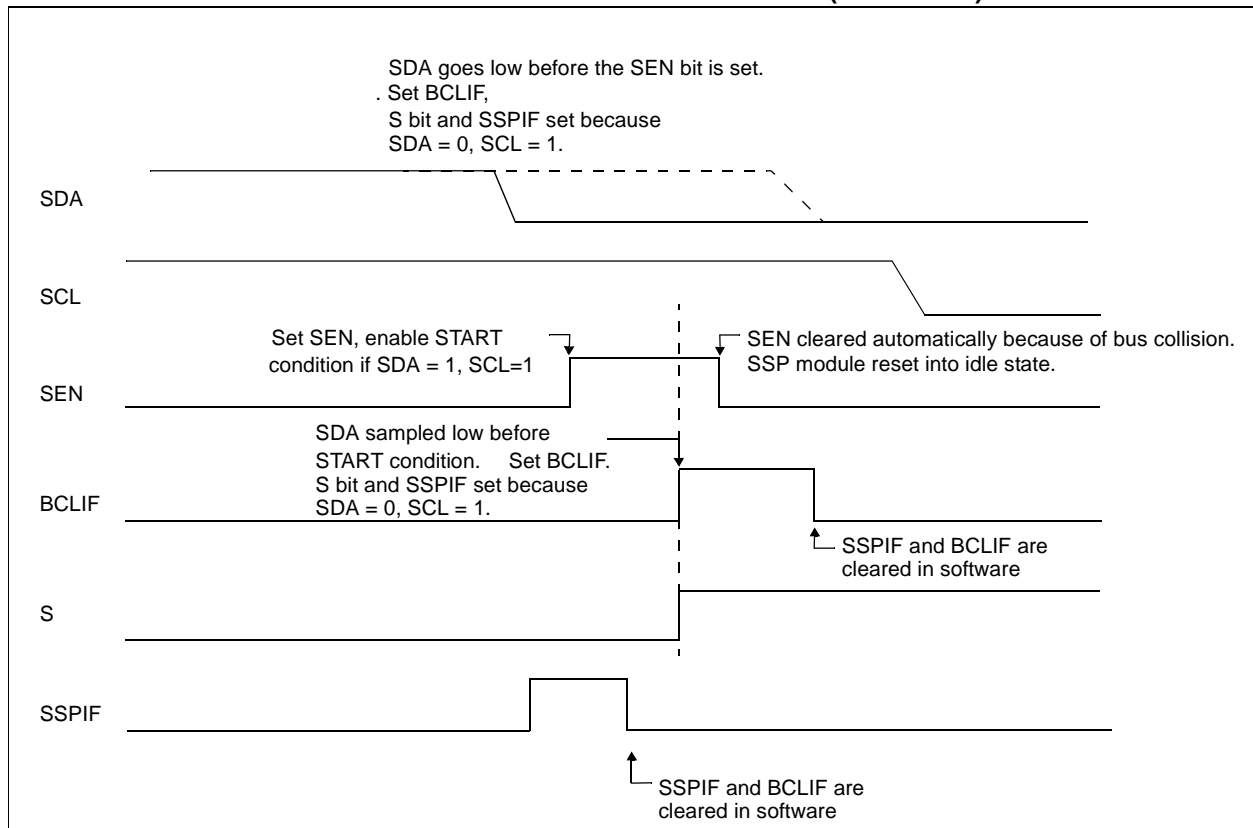 SDA goes low before the SEN bit is set.
. Set BCLIF,
S bit and SSPIF set because
SDA = 0, SCL = 1.
SDA
SCL
Set SEN, enable START
condition if SDA = 1, SCL=1
SEN cleared automatically because of bus collision.
SSP module reset into idle state.
SEN
SDA sampled low before
START condition. Set BCLIF.
S bit and SSPIF set because
SDA = 0, SCL = 1.
BCLIF
SSPIF and BCLIF are
cleared in software
S
SSPIF
SSPIF and BCLIF are
cleared in software